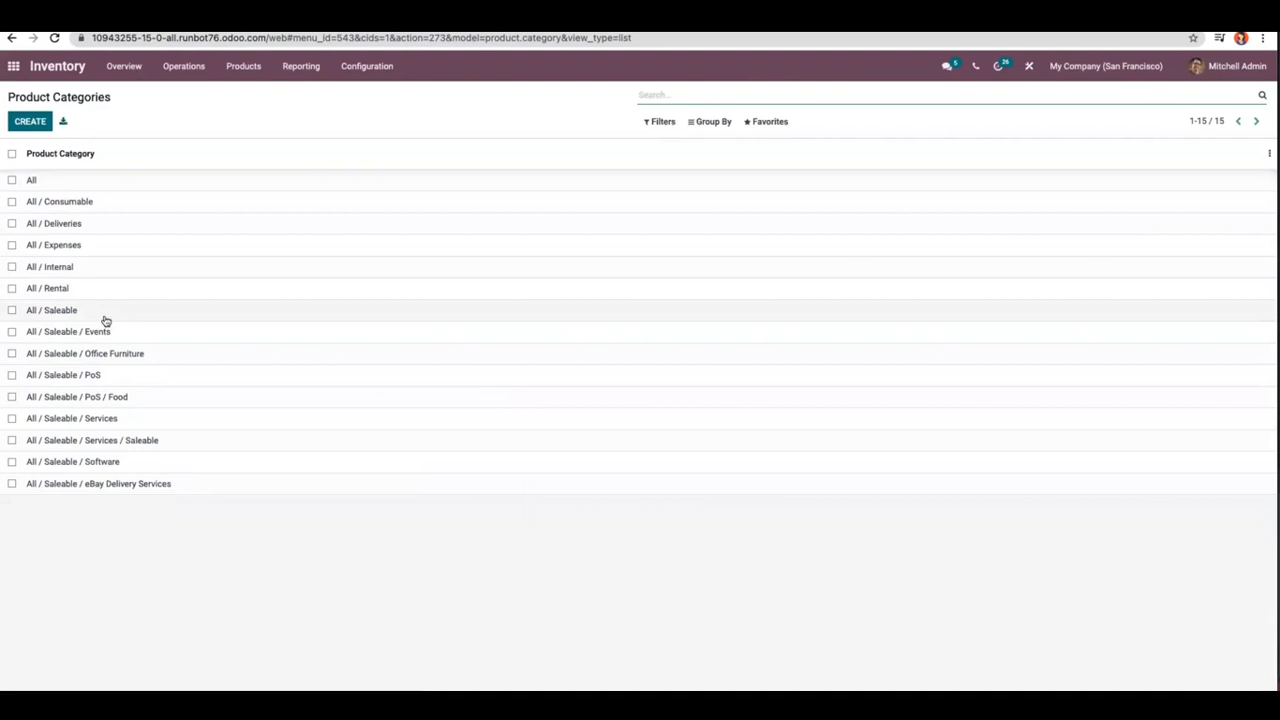 10943255-15-0-all.runbot76.odoo.com/web#menu_id=543&cids=1&action=273&model=product.category&view_type=list
Inventory Overview Operations Products Reporting Configuration 5 26 My Company (San Francisco) Mitchell Admin
Product Categories Search...
CREATE Filters Group By Favorites 1-15 / 15
Product Category
All
All / Consumable
All / Deliveries
All / Expenses
All / Internal
All / Rental
All / Saleable
All / Saleable / Events
All / Saleable / Office Furniture
All / Saleable / PoS
All / Saleable / PoS / Food
All / Saleable / Services
All / Saleable / Services / Saleable
All / Saleable / Software
All / Saleable / eBay Delivery Services